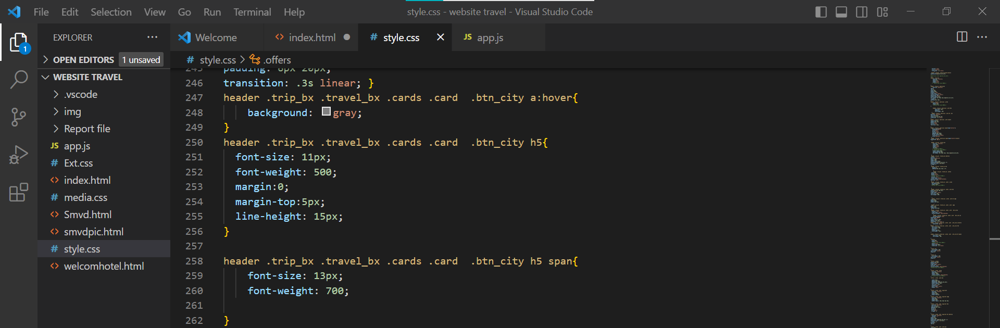 File Edit Selection View Go Run Terminal Help
style.css - website travel - Visual Studio Code
EXPLORER
1
OPEN EDITORS 1 unsaved
WEBSITE TRAVEL
.vscode
img
Report file
JS app.js
# Ext.css
<> index.html
# media.css
<> Smvd.html
<> smvdpic.html
# style.css
<> welcomhotel.html
Welcome
<> index.html
# style.css
JS app.js
# style.css > .offers
245 padding: 6px 20px;
246 transition: .3s linear; }
247 header .trip_bx .travel_bx .cards .card  .btn_city a:hover{
248 background: gray;
249 }
250 header .trip_bx .travel_bx .cards .card  .btn_city h5{
251 font-size: 11px;
252 font-weight: 500;
253 margin:0;
254 margin-top:5px;
255 line-height: 15px;
256 }
257
258 header .trip_bx .travel_bx .cards .card  .btn_city h5 span{
259 font-size: 13px;
260 font-weight: 700;
261
262 }